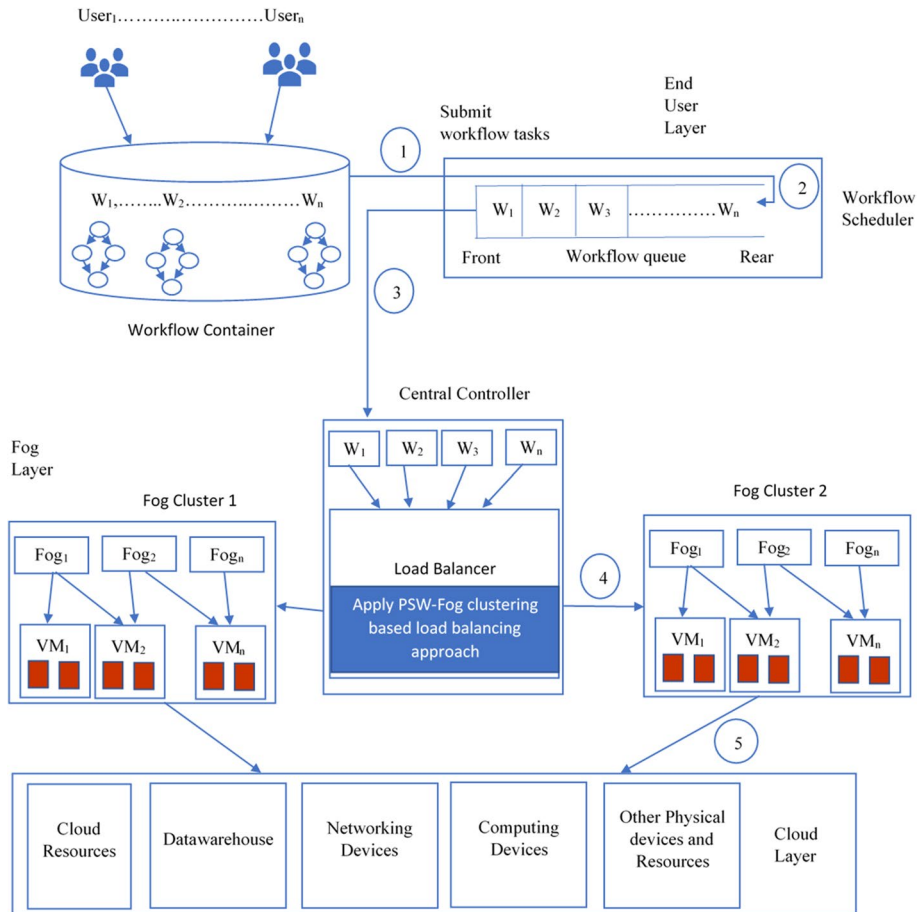 User₁………..……………Userₙ
End
User
Layer
Submit
workflow tasks
1
2
W₁,…….W₂………..………Wₙ
W₁ W₂ W₃ ……………Wₙ
Workflow
Scheduler
Front Workflow queue Rear
3
Workflow Container
Central Controller
Fog
Layer
W₁ W₂ W₃ Wₙ
Fog Cluster 1
Fog Cluster 2
Fog₁ Fog₂ Fogₙ
Load Balancer
4
Fog₁ Fog₂ Fogₙ
Apply PSW-Fog clustering
based load balancing
approach
VM₁ VM₂ VMₙ
VM₁ VM₂ VMₙ
5
Cloud
Resources
Datawarehouse
Networking
Devices
Computing
Devices
Other Physical
devices and
Resources
Cloud
Layer